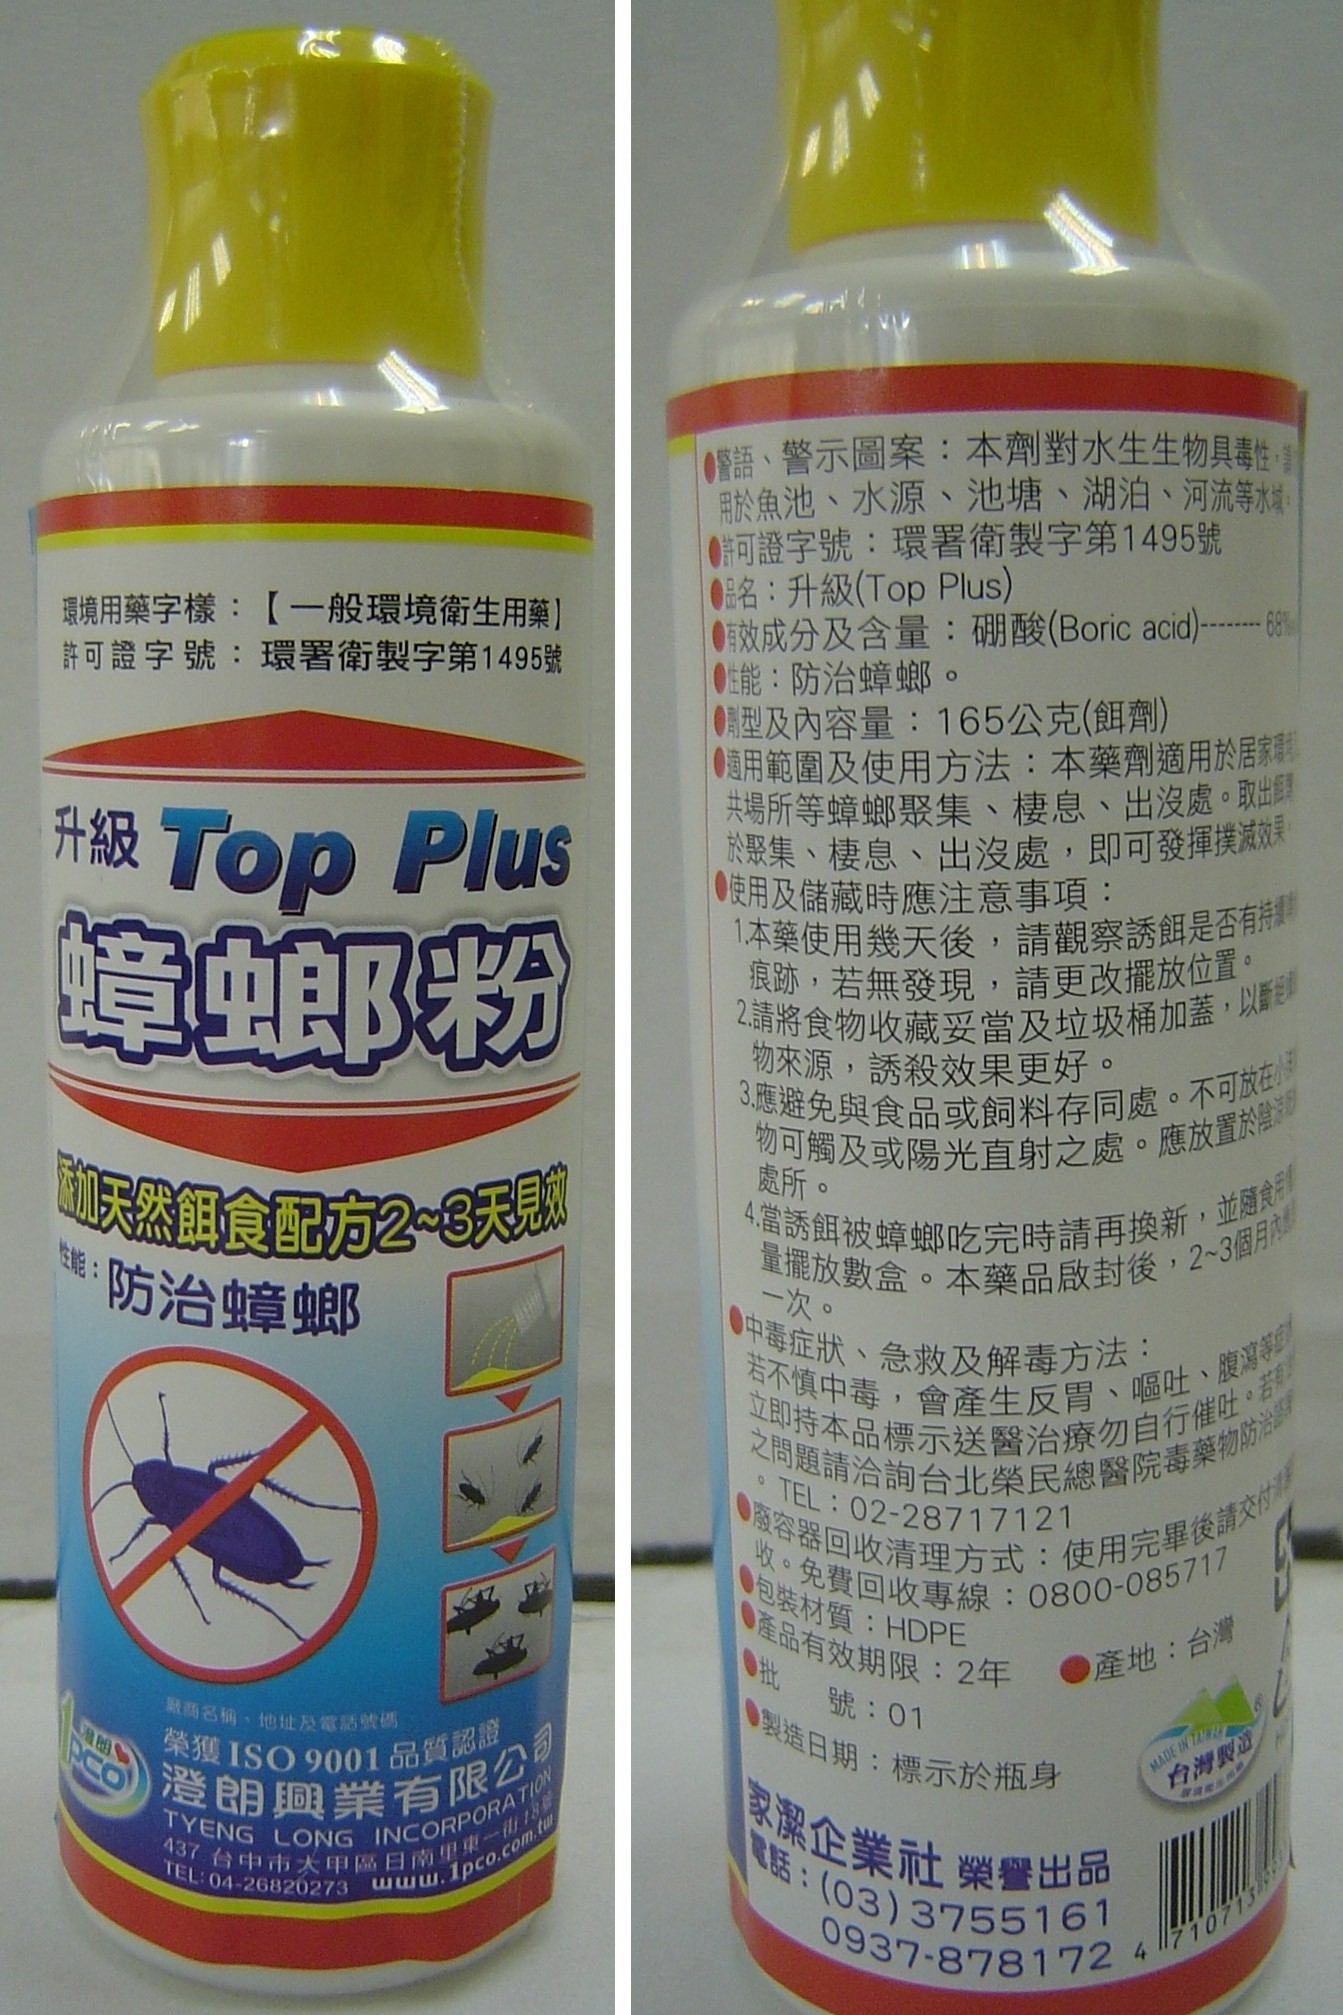 環境用藥字樣：【一般環境衛生用藥】
許可證字號：環署衛製字第1495號
升級 Top Plus
蟑螂粉
添加天然餌食配方2~3天見效
性能：防治蟑螂
廠商名稱、地址及電話號碼
榮獲 ISO 9001 品質認證
澄朗 1pco
澄朗興業有限公司
TYENG LONG INCORPORATION
437 台中市大甲區日南里東一街18號
TEL: 04-26820273 www.1pco.com.tw
●警語、警示圖案：本劑對水生生物具毒性，
用於魚池、水源、池塘、湖泊、河流等水域。
●許可證字號：環署衛製字第1495號
●品名：升級(Top Plus)
●有效成分及含量：硼酸(Boric acid)-------- 68%
●性能：防治蟑螂。
●劑型及內容量：165公克(餌劑)
●適用範圍及使用方法：本藥劑適用於居家環境
共場所等蟑螂聚集、棲息、出沒處。取出餌劑
於聚集、棲息、出沒處，即可發揮撲滅效果。
●使用及儲藏時應注意事項：
1.本藥使用幾天後，請觀察誘餌是否有持續
痕跡，若無發現，請更改擺放位置。
2.請將食物收藏妥當及垃圾桶加蓋，以斷絕
物來源，誘殺效果更好。
3.應避免與食品或飼料存同處。不可放在小孩
物可觸及或陽光直射之處。應放置於陰涼
處所。
4.當誘餌被蟑螂吃完時請再換新，並隨食用
量擺放數盒。本藥品啟封後，2~3個月內
一次。
●中毒症狀、急救及解毒方法：
若不慎中毒，會產生反胃、嘔吐、腹瀉等症
立即持本品標示送醫治療勿自行催吐。若有
之問題請洽詢台北榮民總醫院毒藥物防治諮詢
。TEL：02-28717121
●廢容器回收清理方式：使用完畢後請交付清潔
收。免費回收專線：0800-085717
●包裝材質：HDPE
●產品有效期限：2年 ●產地：台灣
●批 號：01
●製造日期：標示於瓶身
MADE IN TAIWAN
台灣製造
家潔企業社 榮譽出品
電話：(03)3755161
0937-878172
4 710713